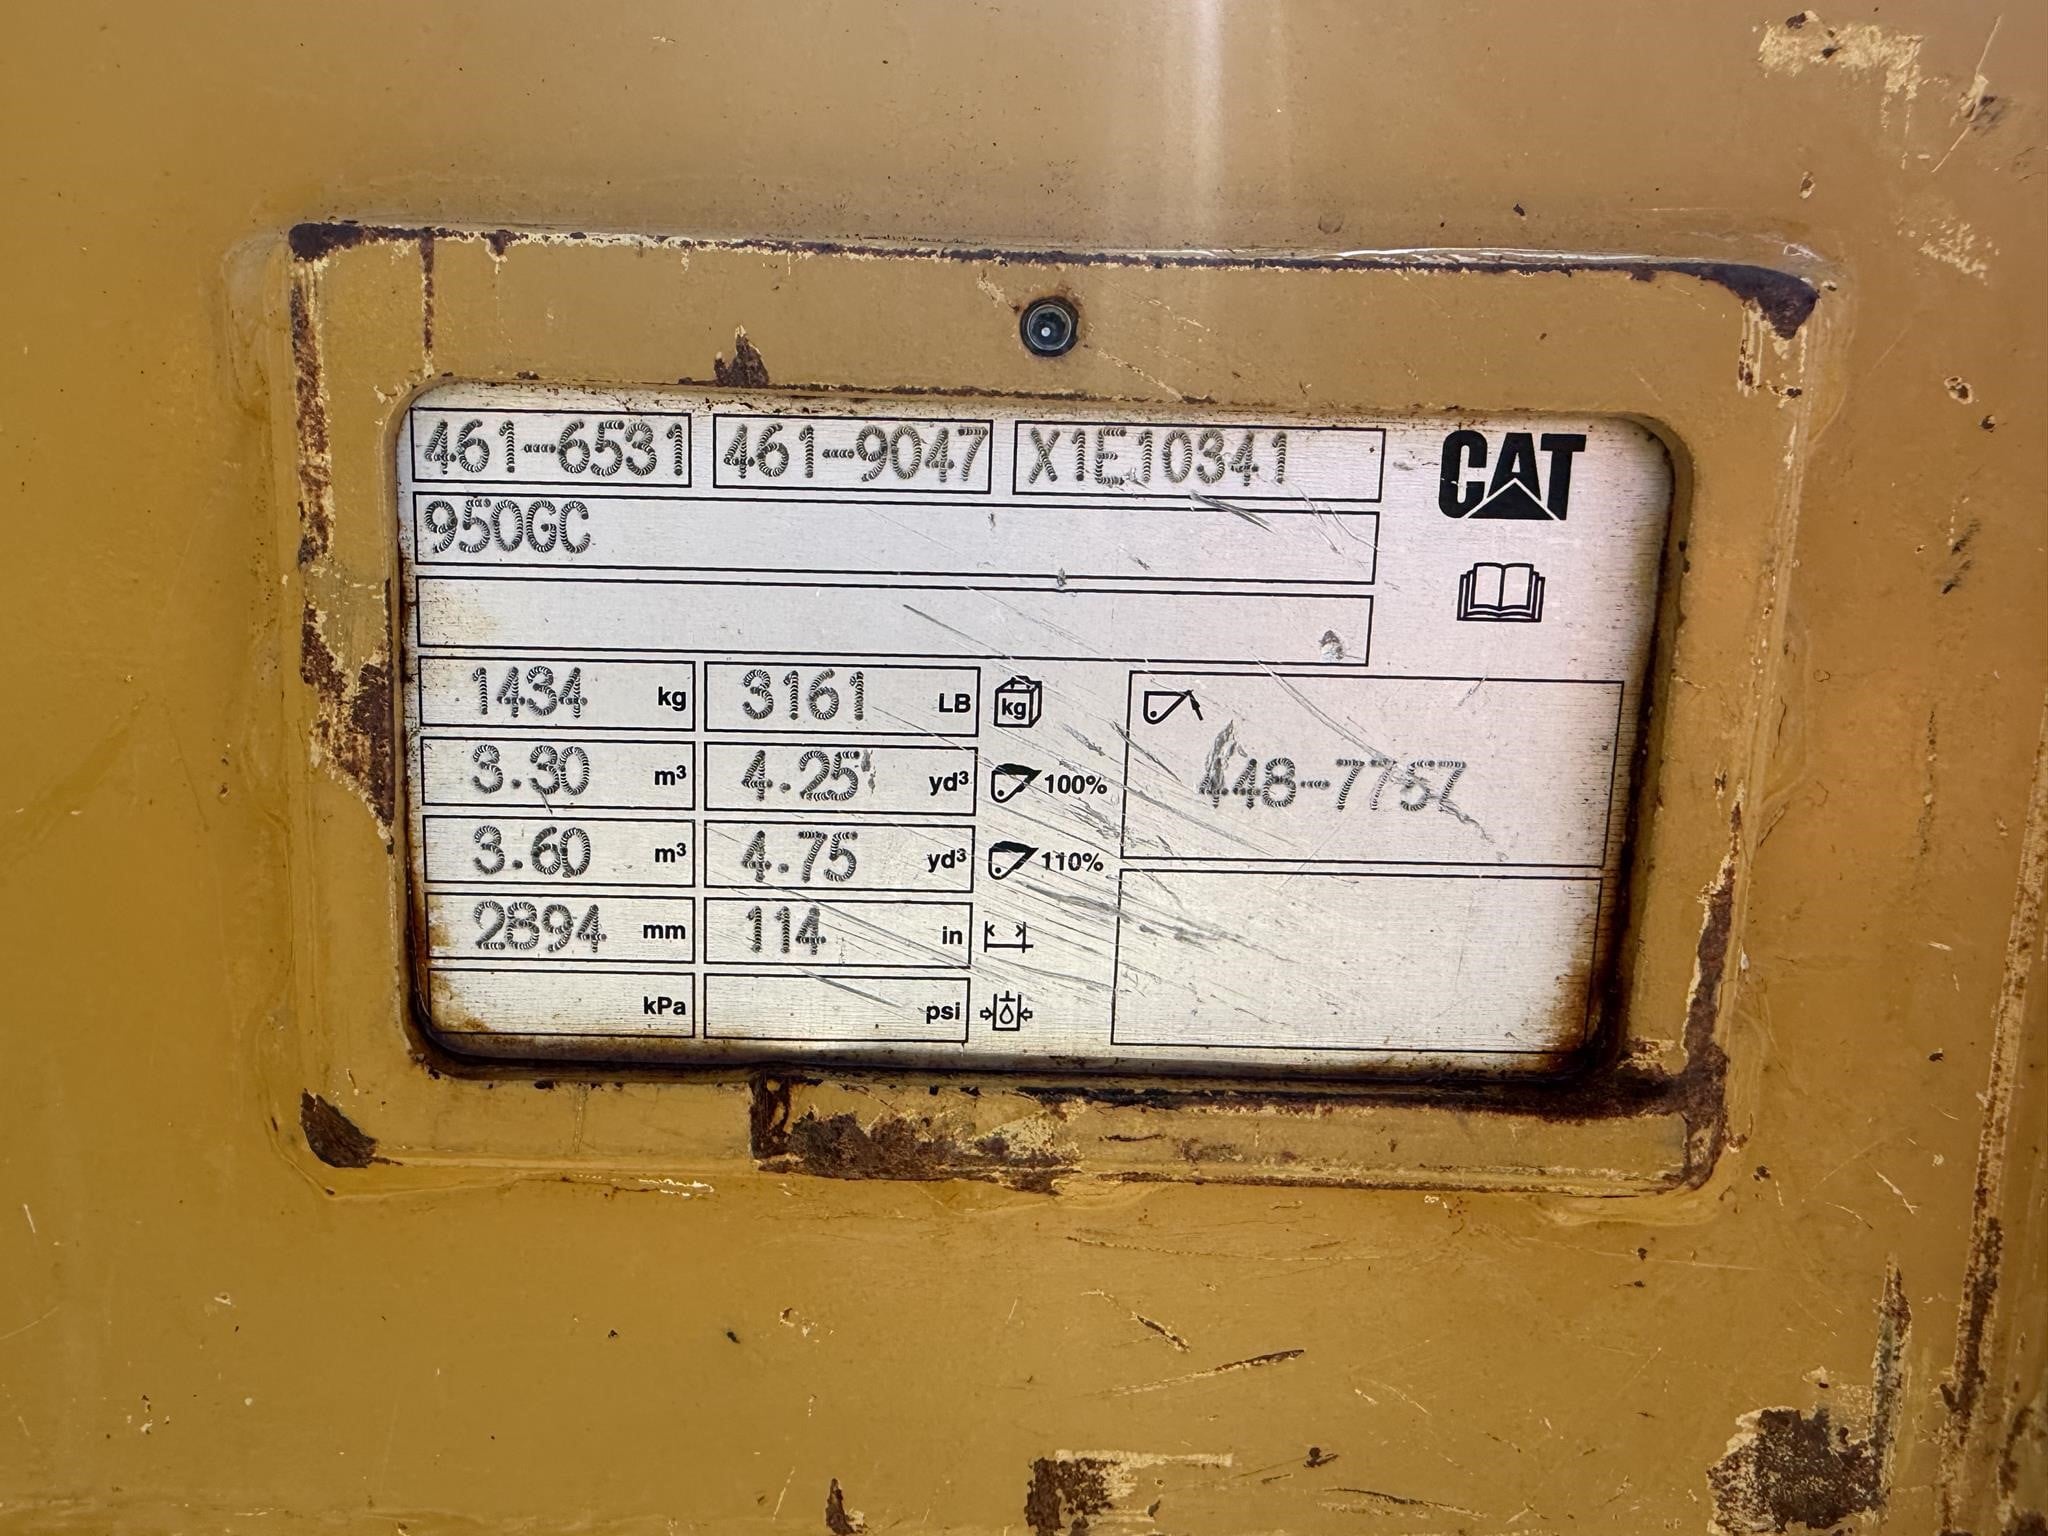 461-6531 461-9047 X1E10341 CAT
950GC
1434 kg 3161 LB kg
3.30 m³ 4.25 yd³ 100% 448-7757
3.60 m³ 4.75 yd³ 110%
2894 mm 114 in
kPa psi